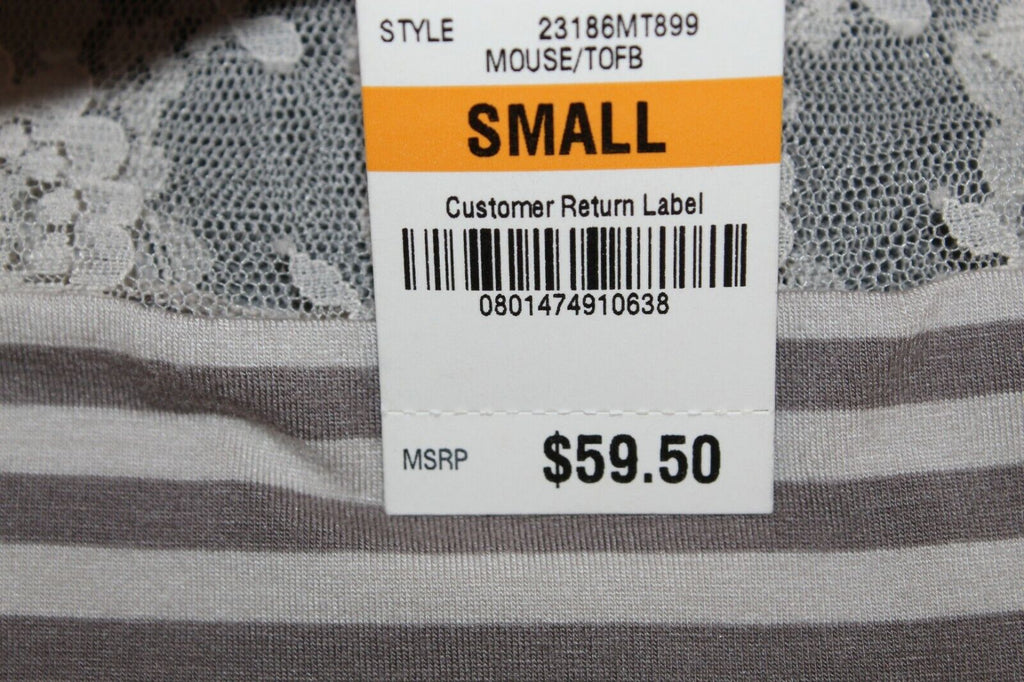 STYLE 23186MT899
MOUSE/TOFB
SMALL
Customer Return Label
0801474910638
MSRP $59.50